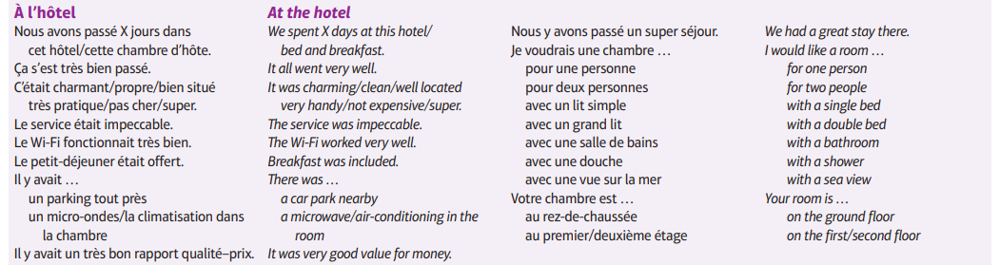 À l’hôtel
At the hotel
Nous avons passé X jours dans
cet hôtel/cette chambre d’hôte.
We spent X days at this hotel/
bed and breakfast.
Ça s’est très bien passé.
It all went very well.
C’était charmant/propre/bien situé
très pratique/pas cher/super.
It was charming/clean/well located
very handy/not expensive/super.
Le service était impeccable.
The service was impeccable.
Le Wi-Fi fonctionnait très bien.
The Wi-Fi worked very well.
Le petit-déjeuner était offert.
Breakfast was included.
Il y avait …
There was …
un parking tout près
a car park nearby
un micro-ondes/la climatisation dans
la chambre
a microwave/air-conditioning in the
room
Il y avait un très bon rapport qualité–prix.
It was very good value for money.
Nous y avons passé un super séjour.
We had a great stay there.
Je voudrais une chambre …
I would like a room …
pour une personne
for one person
pour deux personnes
for two people
avec un lit simple
with a single bed
avec un grand lit
with a double bed
avec une salle de bains
with a bathroom
avec une douche
with a shower
avec une vue sur la mer
with a sea view
Votre chambre est …
Your room is …
au rez-de-chaussée
on the ground floor
au premier/deuxième étage
on the first/second floor